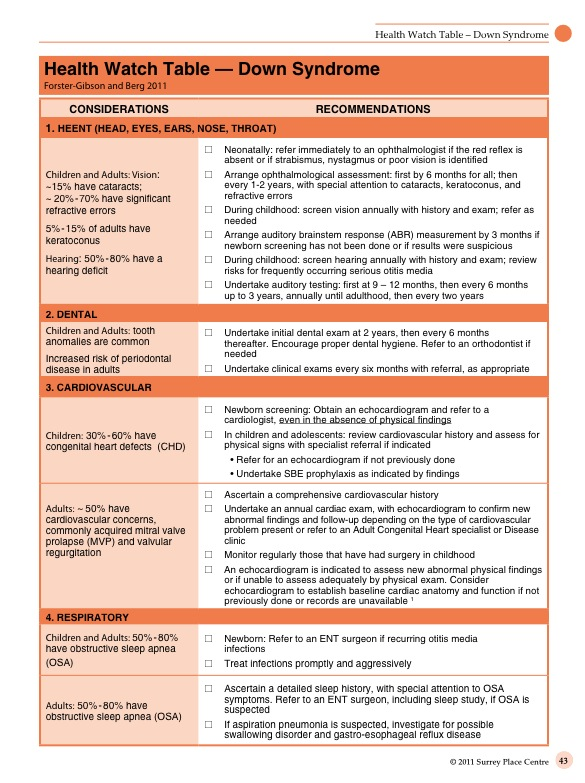 Health Watch Table – Down Syndrome
Health Watch Table — Down Syndrome
Forster-Gibson and Berg 2011
CONSIDERATIONS
RECOMMENDATIONS
1. HEENT (HEAD, EYES, EARS, NOSE, THROAT)
Children and Adults: Vision:
~15% have cataracts;
~ 20%-70% have significant
refractive errors
5%-15% of adults have
keratoconus
Hearing: 50%-80% have a
hearing deficit
☐ Neonatally: refer immediately to an ophthalmologist if the red reflex is
absent or if strabismus, nystagmus or poor vision is identified
☐ Arrange ophthalmological assessment: first by 6 months for all; then
every 1-2 years, with special attention to cataracts, keratoconus, and
refractive errors
☐ During childhood: screen vision annually with history and exam; refer as
needed
☐ Arrange auditory brainstem response (ABR) measurement by 3 months if
newborn screening has not been done or if results were suspicious
☐ During childhood: screen hearing annually with history and exam; review
risks for frequently occurring serious otitis media
☐ Undertake auditory testing: first at 9 – 12 months, then every 6 months
up to 3 years, annually until adulthood, then every two years
2. DENTAL
Children and Adults: tooth
anomalies are common
Increased risk of periodontal
disease in adults
☐ Undertake initial dental exam at 2 years, then every 6 months
thereafter. Encourage proper dental hygiene. Refer to an orthodontist if
needed
☐ Undertake clinical exams every six months with referral, as appropriate
3. CARDIOVASCULAR
Children: 30%-60% have
congenital heart defects (CHD)
☐ Newborn screening: Obtain an echocardiogram and refer to a
cardiologist, even in the absence of physical findings
☐ In children and adolescents: review cardiovascular history and assess for
physical signs with specialist referral if indicated
• Refer for an echocardiogram if not previously done
• Undertake SBE prophylaxis as indicated by findings
Adults: ~ 50% have
cardiovascular concerns,
commonly acquired mitral valve
prolapse (MVP) and valvular
regurgitation
☐ Ascertain a comprehensive cardiovascular history
☐ Undertake an annual cardiac exam, with echocardiogram to confirm new
abnormal findings and follow-up depending on the type of cardiovascular
problem present or refer to an Adult Congenital Heart specialist or Disease
clinic
☐ Monitor regularly those that have had surgery in childhood
☐ An echocardiogram is indicated to assess new abnormal physical findings
or if unable to assess adequately by physical exam. Consider
echocardiogram to establish baseline cardiac anatomy and function if not
previously done or records are unavailable ¹
4. RESPIRATORY
Children and Adults: 50%-80%
have obstructive sleep apnea
(OSA)
☐ Newborn: Refer to an ENT surgeon if recurring otitis media
infections
☐ Treat infections promptly and aggressively
Adults: 50%-80% have
obstructive sleep apnea (OSA)
☐ Ascertain a detailed sleep history, with special attention to OSA
symptoms. Refer to an ENT surgeon, including sleep study, if OSA is
suspected
☐ If aspiration pneumonia is suspected, investigate for possible
swallowing disorder and gastro-esophageal reflux disease
© 2011 Surrey Place Centre 43